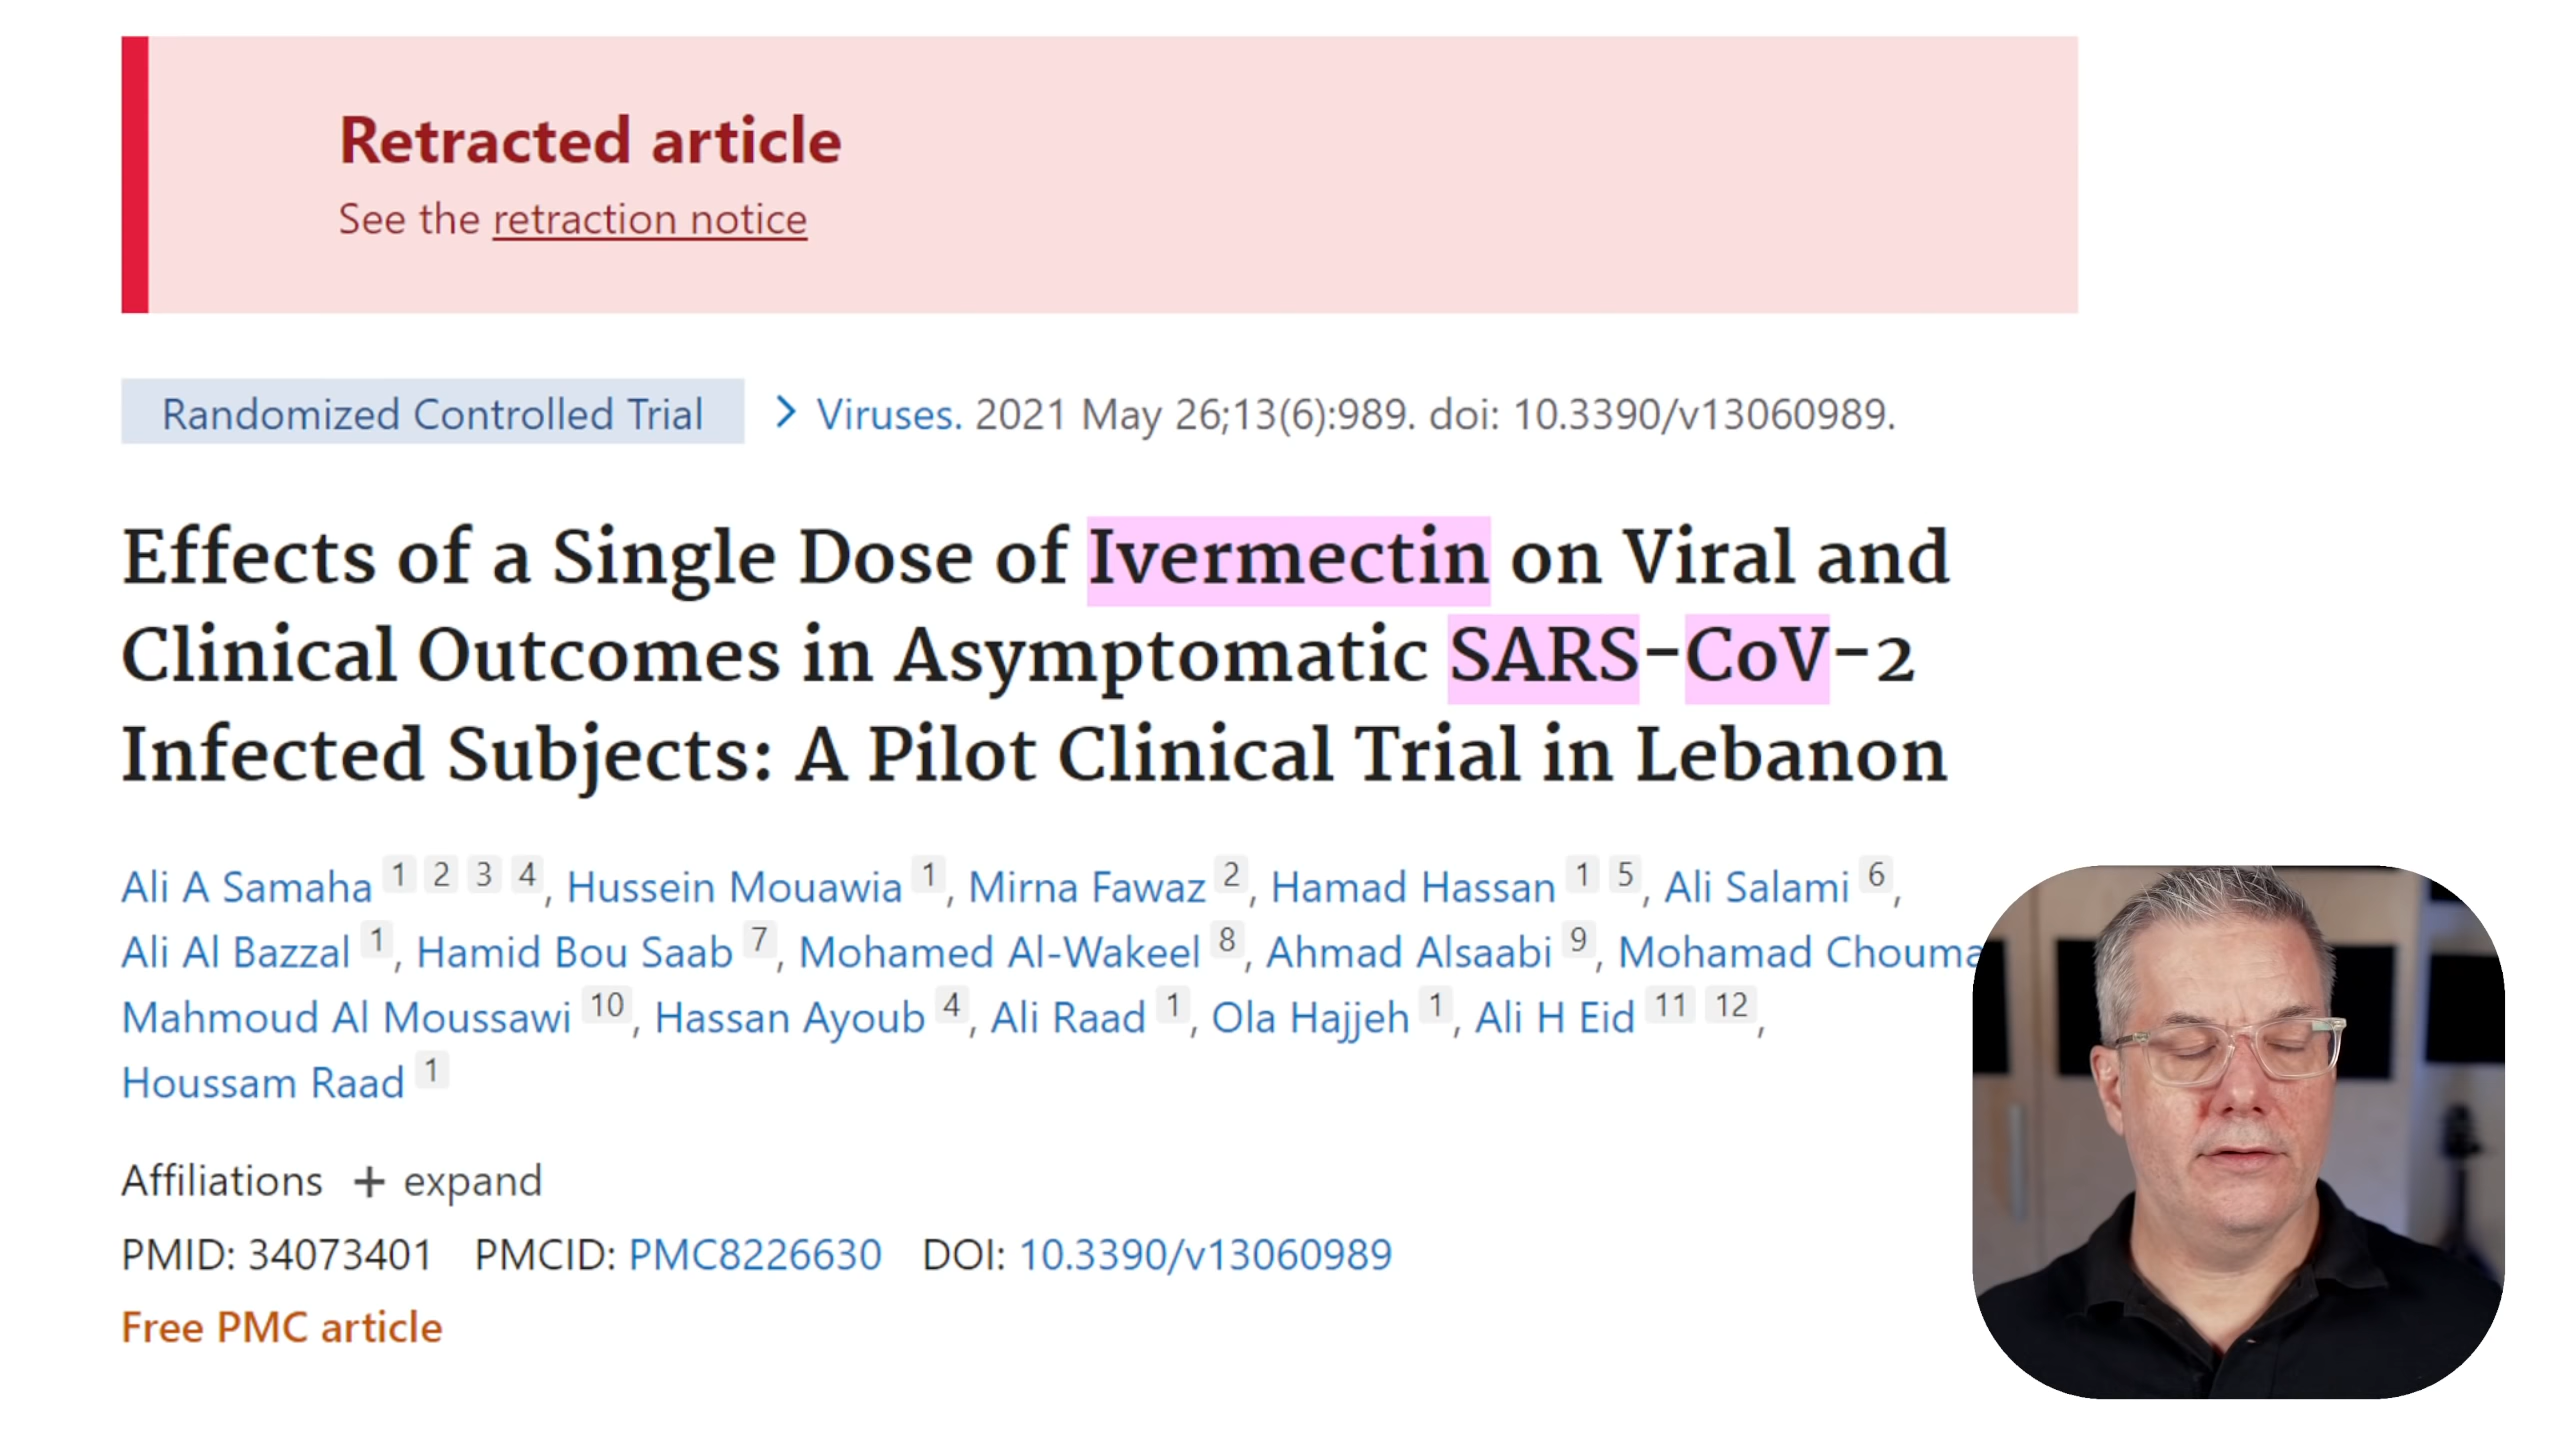 Retracted article
See the retraction notice
Randomized Controlled Trial > Viruses. 2021 May 26;13(6):989. doi: 10.3390/v13060989.
Effects of a Single Dose of Ivermectin on Viral and
Clinical Outcomes in Asymptomatic SARS-CoV-2
Infected Subjects: A Pilot Clinical Trial in Lebanon
Ali A Samaha 1 2 3 4, Hussein Mouawia 1, Mirna Fawaz 2, Hamad Hassan 1 5, Ali Salami 6,
Ali Al Bazzal 1, Hamid Bou Saab 7, Mohamed Al-Wakeel 8, Ahmad Alsaabi 9, Mohamad Chouma
Mahmoud Al Moussawi 10, Hassan Ayoub 4, Ali Raad 1, Ola Hajjeh 1, Ali H Eid 11 12,
Houssam Raad 1
Affiliations + expand
PMID: 34073401 PMCID: PMC8226630 DOI: 10.3390/v13060989
Free PMC article